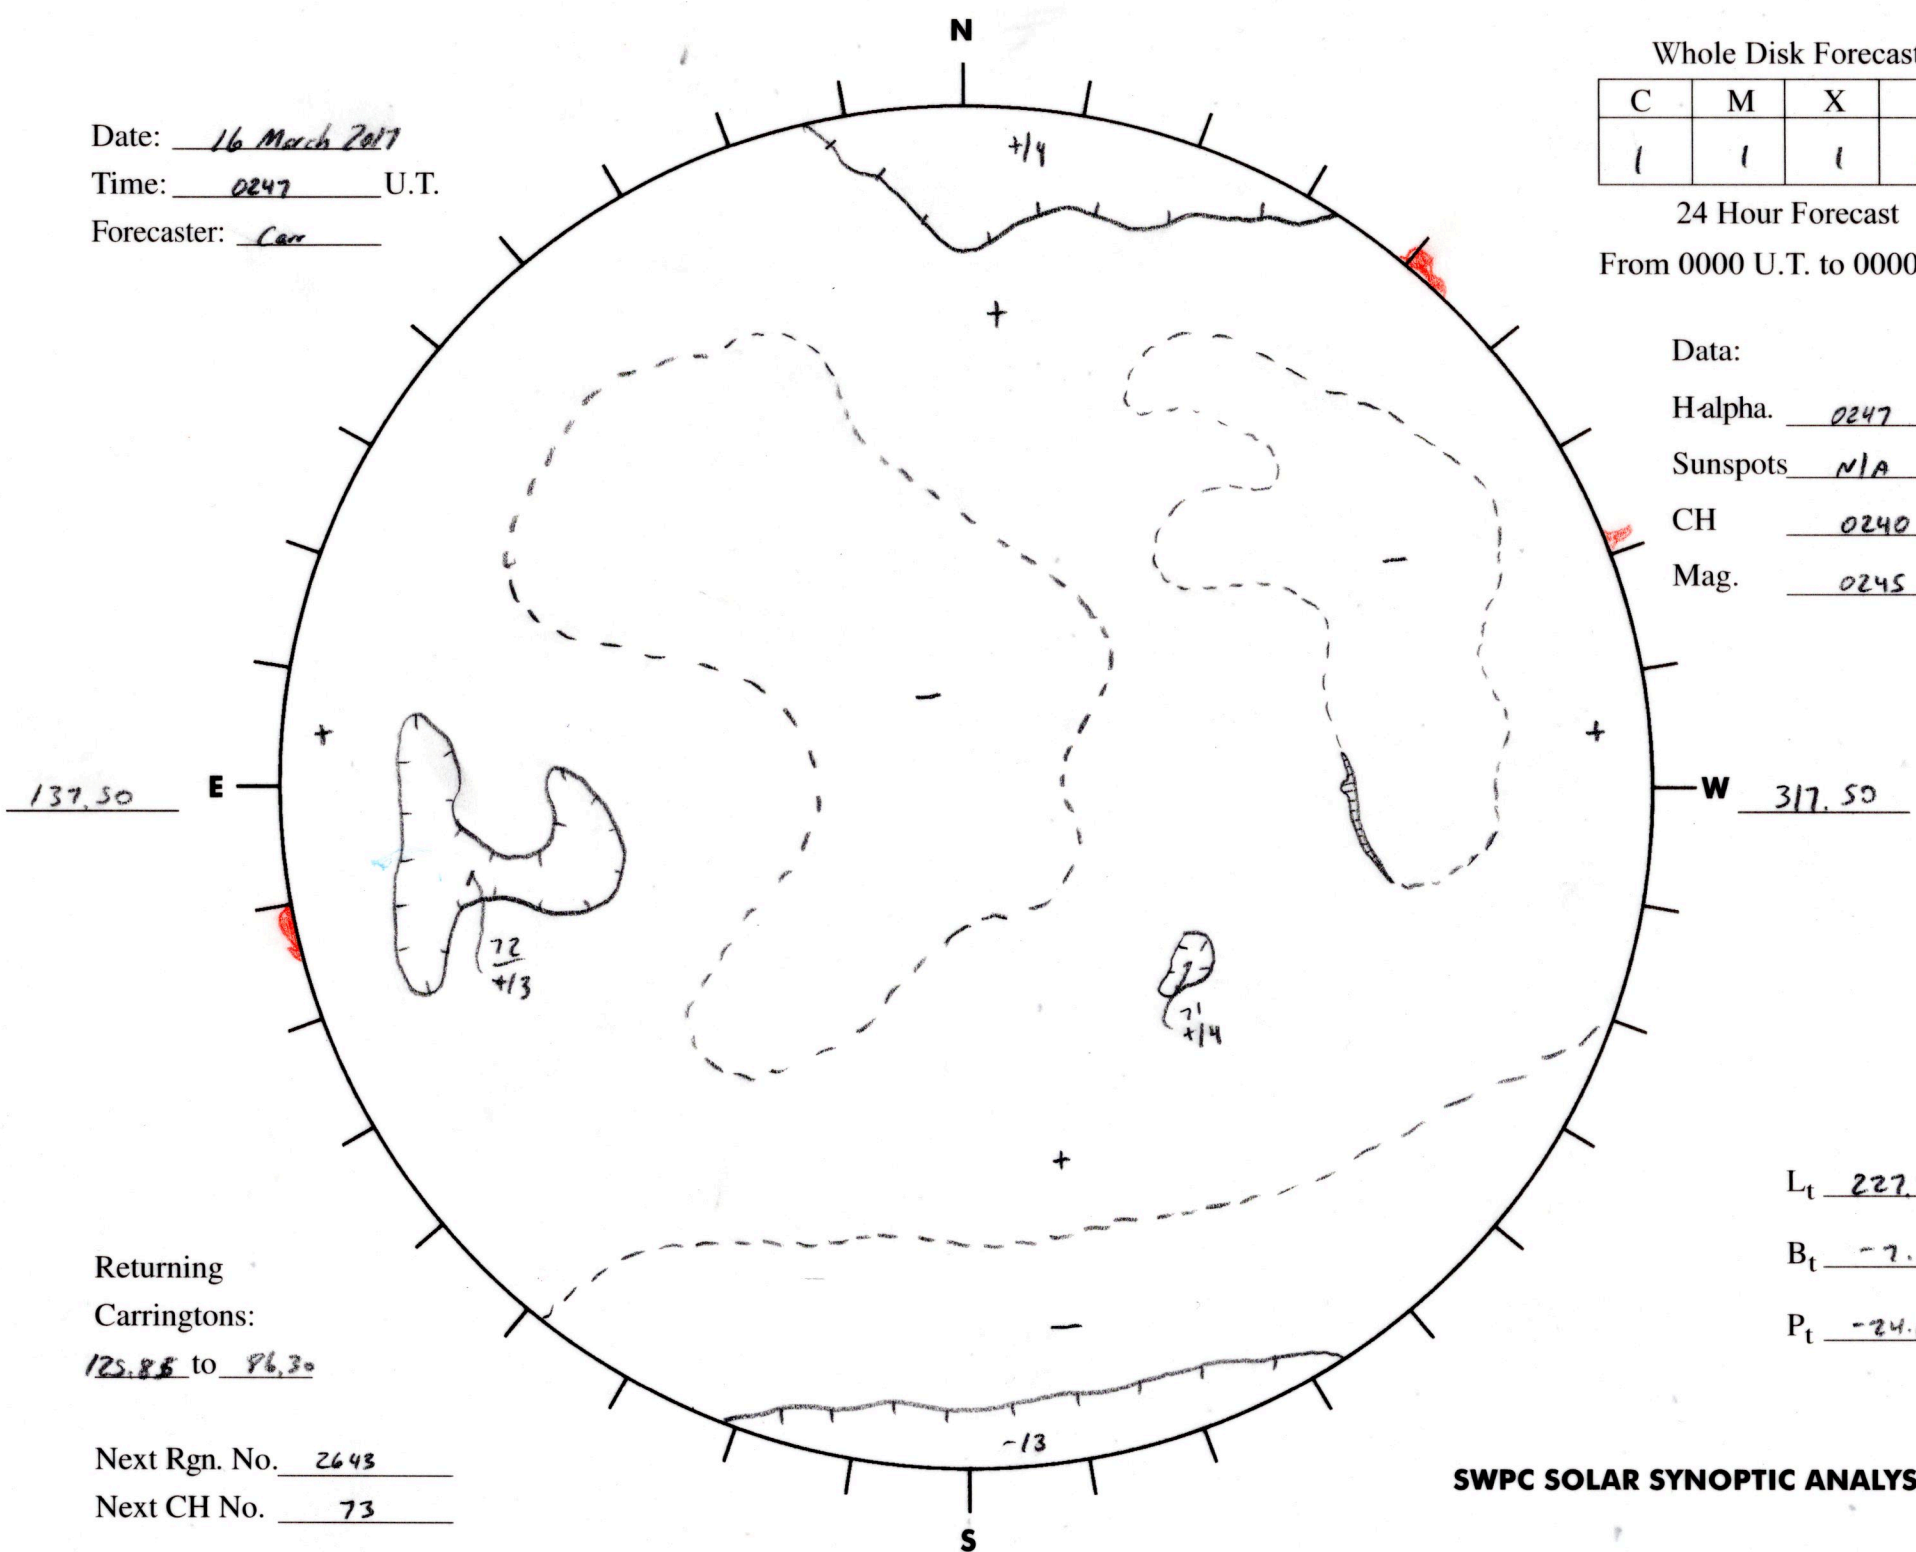 N
Whole Disk Forecast
C M X
1 1 1
24 Hour Forecast
From 0000 U.T. to 0000
Date: 16 March 2017
Time: 0247 U.T.
Forecaster: Carr
+/4
+
Data:
H-alpha. 0247
Sunspots N/A
CH 0240
Mag. 0245
-
-
+
+
137.50 E
W 317.50
72
+/3
71
+/4
+
Lt 227.
Bt -7.
Pt -24.
Returning
Carringtons:
to 86.30
-
-13
Next Rgn. No. 2643
Next CH No. 73
SWPC SOLAR SYNOPTIC ANALYS
S